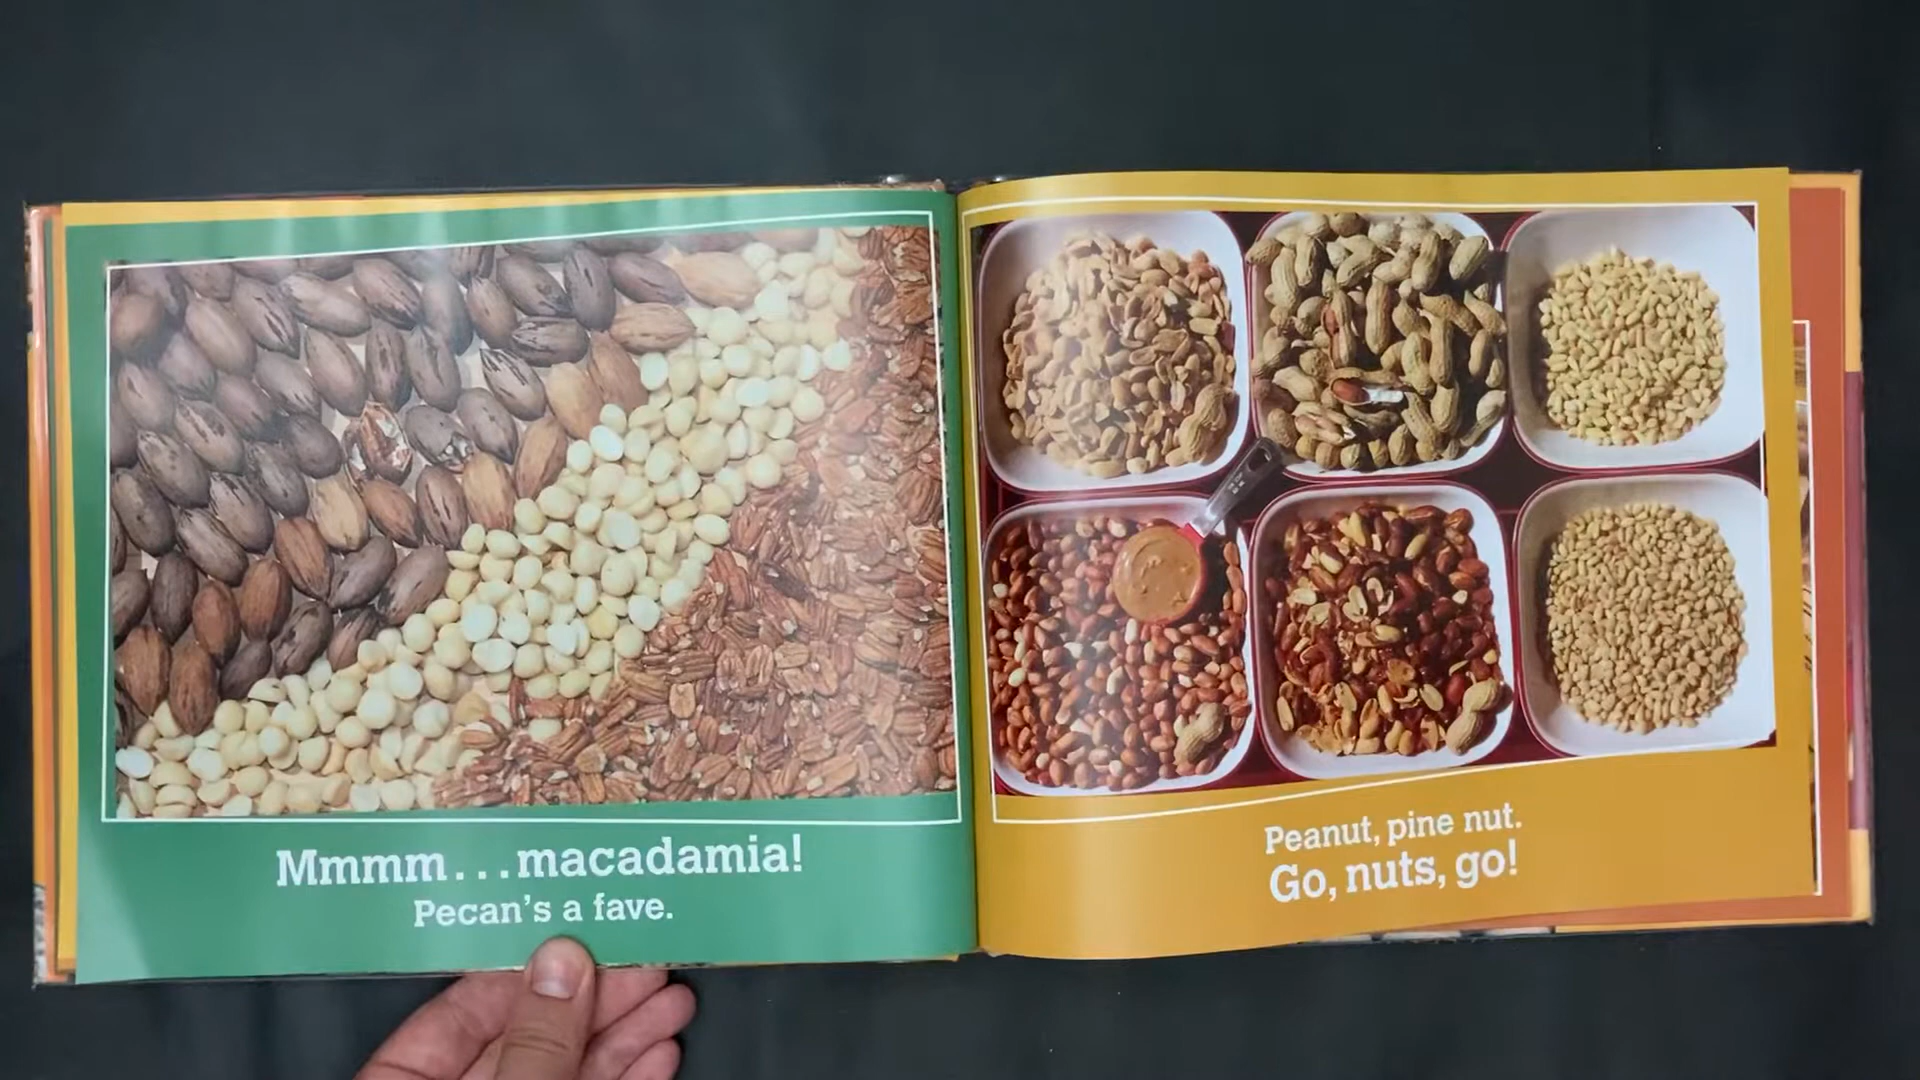 Mmmm...macadamia!
Pecan's a fave.
Peanut, pine nut.
Go, nuts, go!